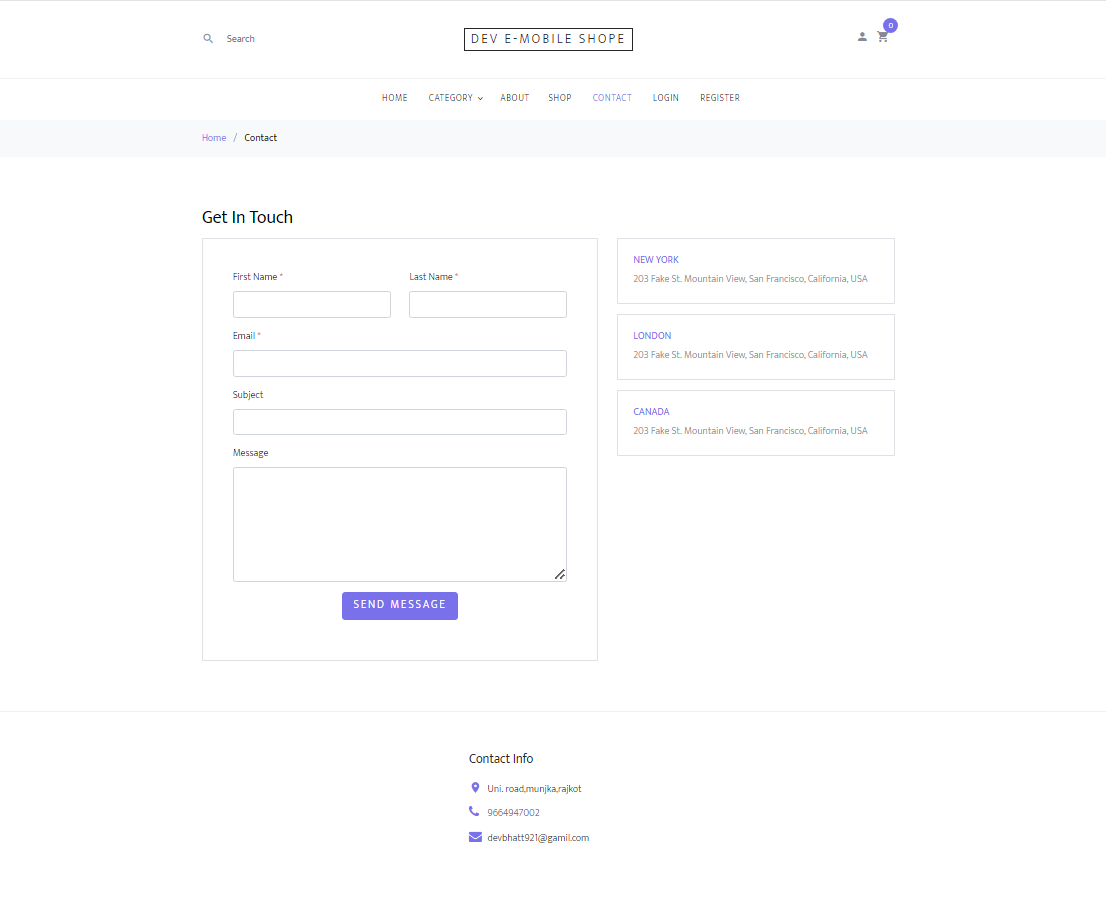 Search
DEV E-MOBILE SHOPE
0
HOME CATEGORY ABOUT SHOP CONTACT LOGIN REGISTER
Home / Contact
Get In Touch
First Name * Last Name *
Email *
Subject
Message
SEND MESSAGE
NEW YORK
203 Fake St. Mountain View, San Francisco, California, USA
LONDON
203 Fake St. Mountain View, San Francisco, California, USA
CANADA
203 Fake St. Mountain View, San Francisco, California, USA
Contact Info
Uni. road,munjka,rajkot
9664947002
devbhatt921@gamil.com